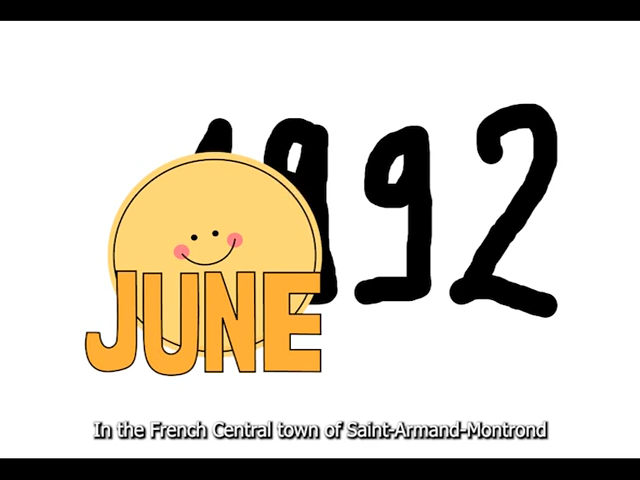 1992
JUNE
In the French Central town of Saint-Armand-Montrond